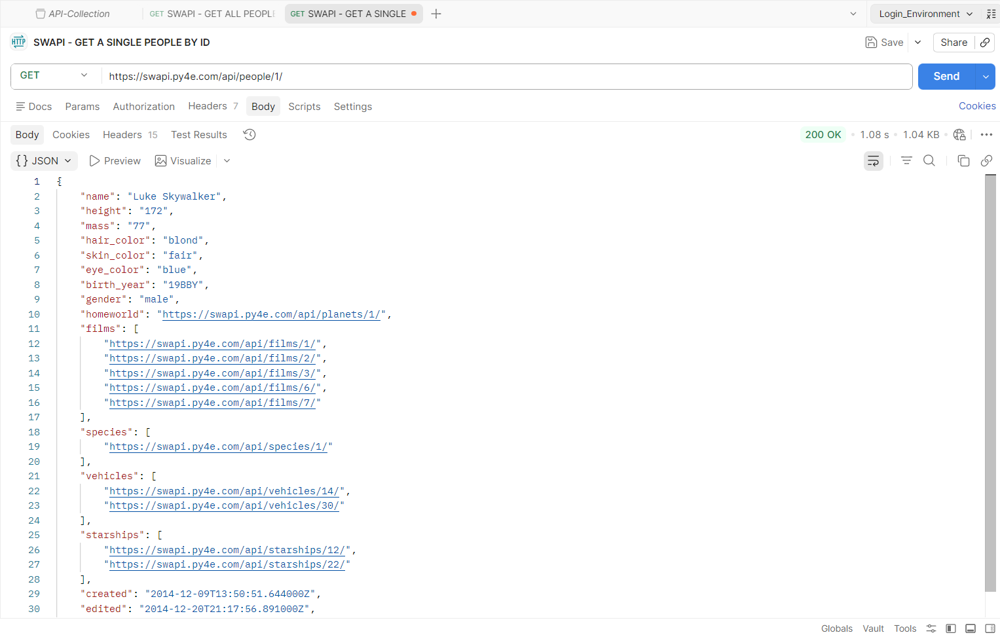 API-Collection
GET SWAPI - GET ALL PEOPLE
GET SWAPI - GET A SINGLE
Login_Environment
HTTP SWAPI - GET A SINGLE PEOPLE BY ID
Save
Share
GET
https://swapi.py4e.com/api/people/1/
Send
Docs Params Authorization Headers 7 Body Scripts Settings
Cookies
Body Cookies Headers 15 Test Results
200 OK • 1.08 s • 1.04 KB
{} JSON Preview Visualize
1 {
2 "name": "Luke Skywalker",
3 "height": "172",
4 "mass": "77",
5 "hair_color": "blond",
6 "skin_color": "fair",
7 "eye_color": "blue",
8 "birth_year": "19BBY",
9 "gender": "male",
10 "homeworld": "https://swapi.py4e.com/api/planets/1/",
11 "films": [
12 "https://swapi.py4e.com/api/films/1/",
13 "https://swapi.py4e.com/api/films/2/",
14 "https://swapi.py4e.com/api/films/3/",
15 "https://swapi.py4e.com/api/films/6/",
16 "https://swapi.py4e.com/api/films/7/"
17 ],
18 "species": [
19 "https://swapi.py4e.com/api/species/1/"
20 ],
21 "vehicles": [
22 "https://swapi.py4e.com/api/vehicles/14/",
23 "https://swapi.py4e.com/api/vehicles/30/"
24 ],
25 "starships": [
26 "https://swapi.py4e.com/api/starships/12/",
27 "https://swapi.py4e.com/api/starships/22/"
28 ],
29 "created": "2014-12-09T13:50:51.644000Z",
30 "edited": "2014-12-20T21:17:56.891000Z",
Globals Vault Tools